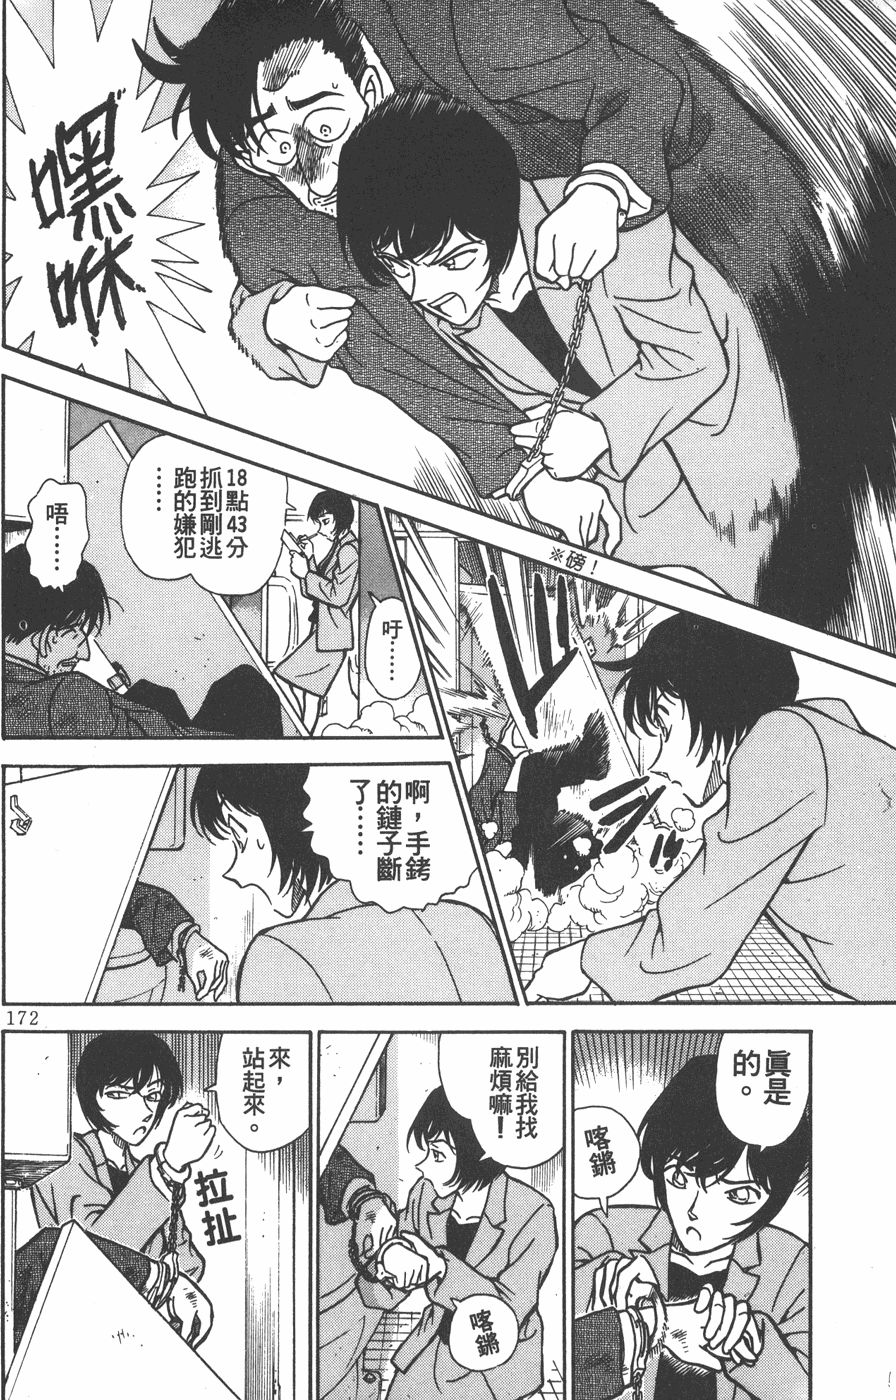 嘿咻
※磅！
吁……
18點43分
抓到剛逃
跑的嫌犯
……
唔……
啊，手銬
的鏈子斷
了……
眞是
的。
喀鏘
別給我找
麻煩嘛！
喀鏘
來，
站起來。
拉扯
172